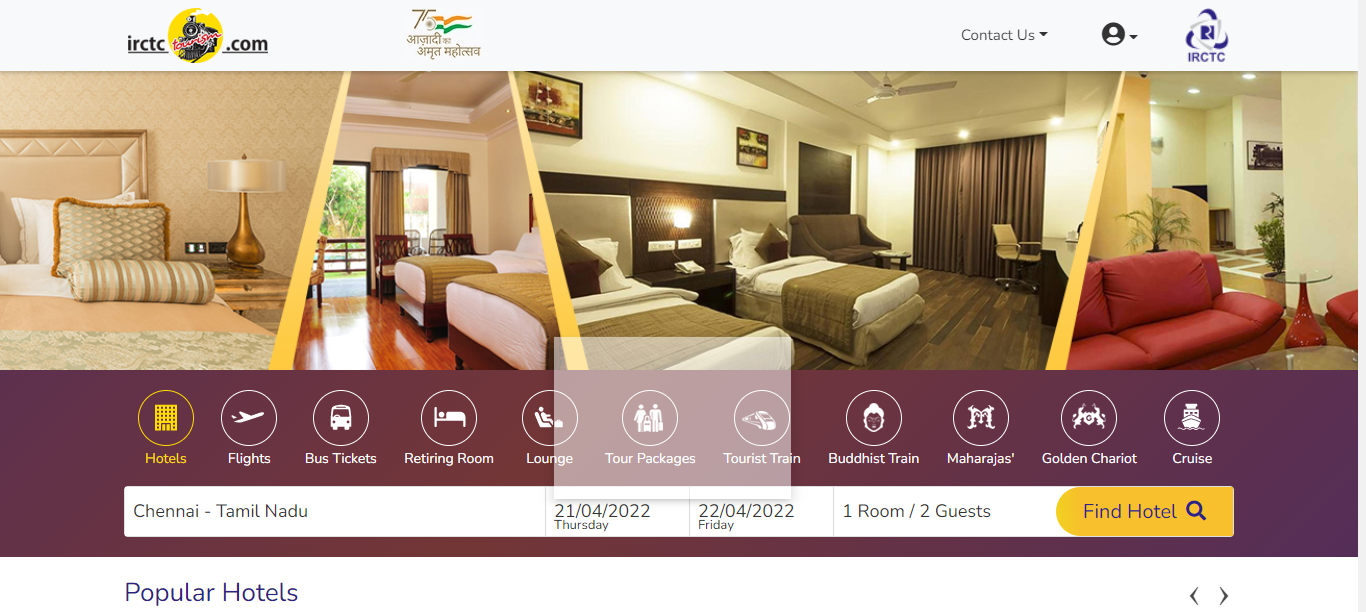 irctc tourism .com
75
आज़ादी का
अमृत महोत्सव
Contact Us
IRCTC
Hotels
Flights
Bus Tickets
Retiring Room
Lounge
Tour Packages
Tourist Train
Buddhist Train
Maharajas'
Golden Chariot
Cruise
Chennai - Tamil Nadu
21/04/2022
Thursday
22/04/2022
Friday
1 Room / 2 Guests
Find Hotel
Popular Hotels